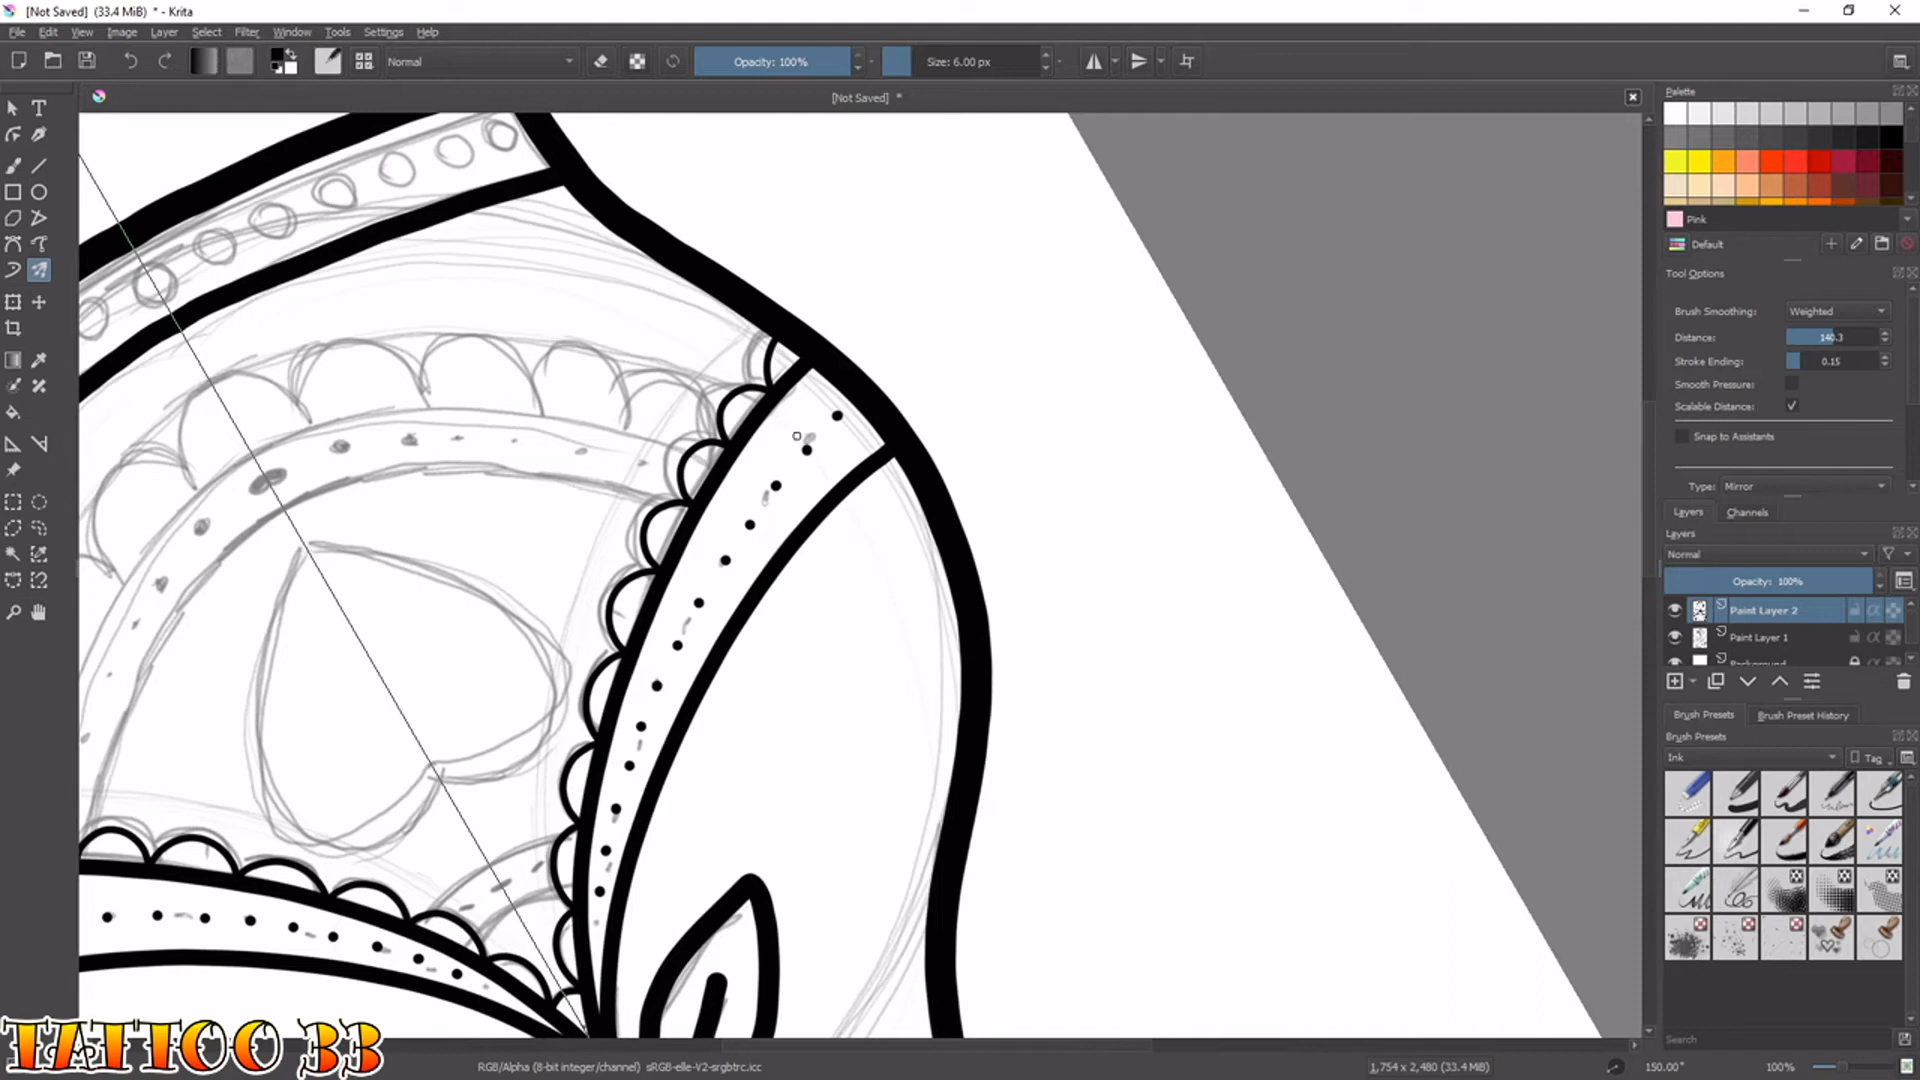 [Not Saved] (33.4 MiB) * - Krita
File Edit View Image Layer Select Filter Window Tools Settings Help
Normal
Opacity: 100%
Size: 6.00 px
[Not Saved] *
Palette
Pink
Default
Tool Options
Brush Smoothing: Weighted
Distance: 140.3
Stroke Ending: 0.15
Smooth Pressure:
Scalable Distance:
Snap to Assistants
Type: Mirror
Layers Channels
Layers
Normal
Opacity: 100%
Paint Layer 2
Paint Layer 1
Background
Brush Presets Brush Preset History
Brush Presets
Ink
Tag
Search
TATTOO 33
RGB/Alpha (8-bit integer/channel) sRGB-elle-V2-srgbtrc.icc
1,754 x 2,480 (33.4 MiB)
150.00°
100%